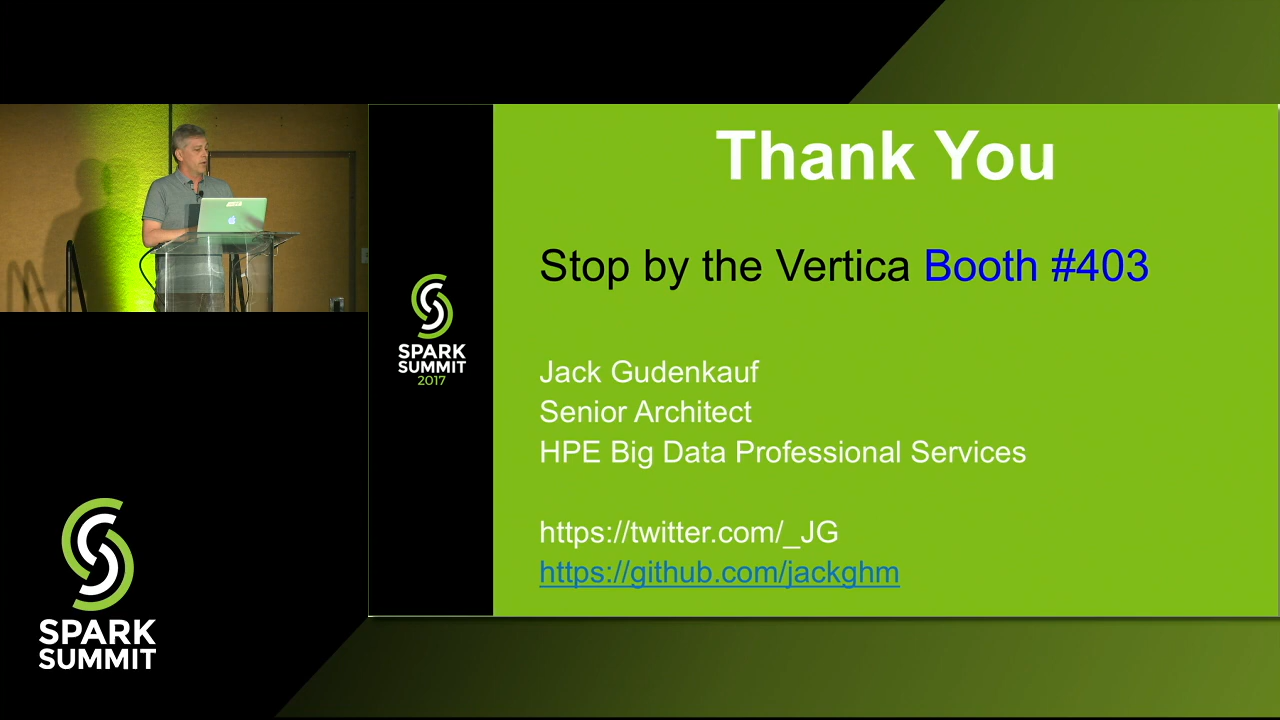 Thank You
Stop by the Vertica Booth #403
Jack Gudenkauf
Senior Architect
HPE Big Data Professional Services
https://twitter.com/_JG
https://github.com/jackghm
SPARK
SUMMIT
2017
SPARK
SUMMIT